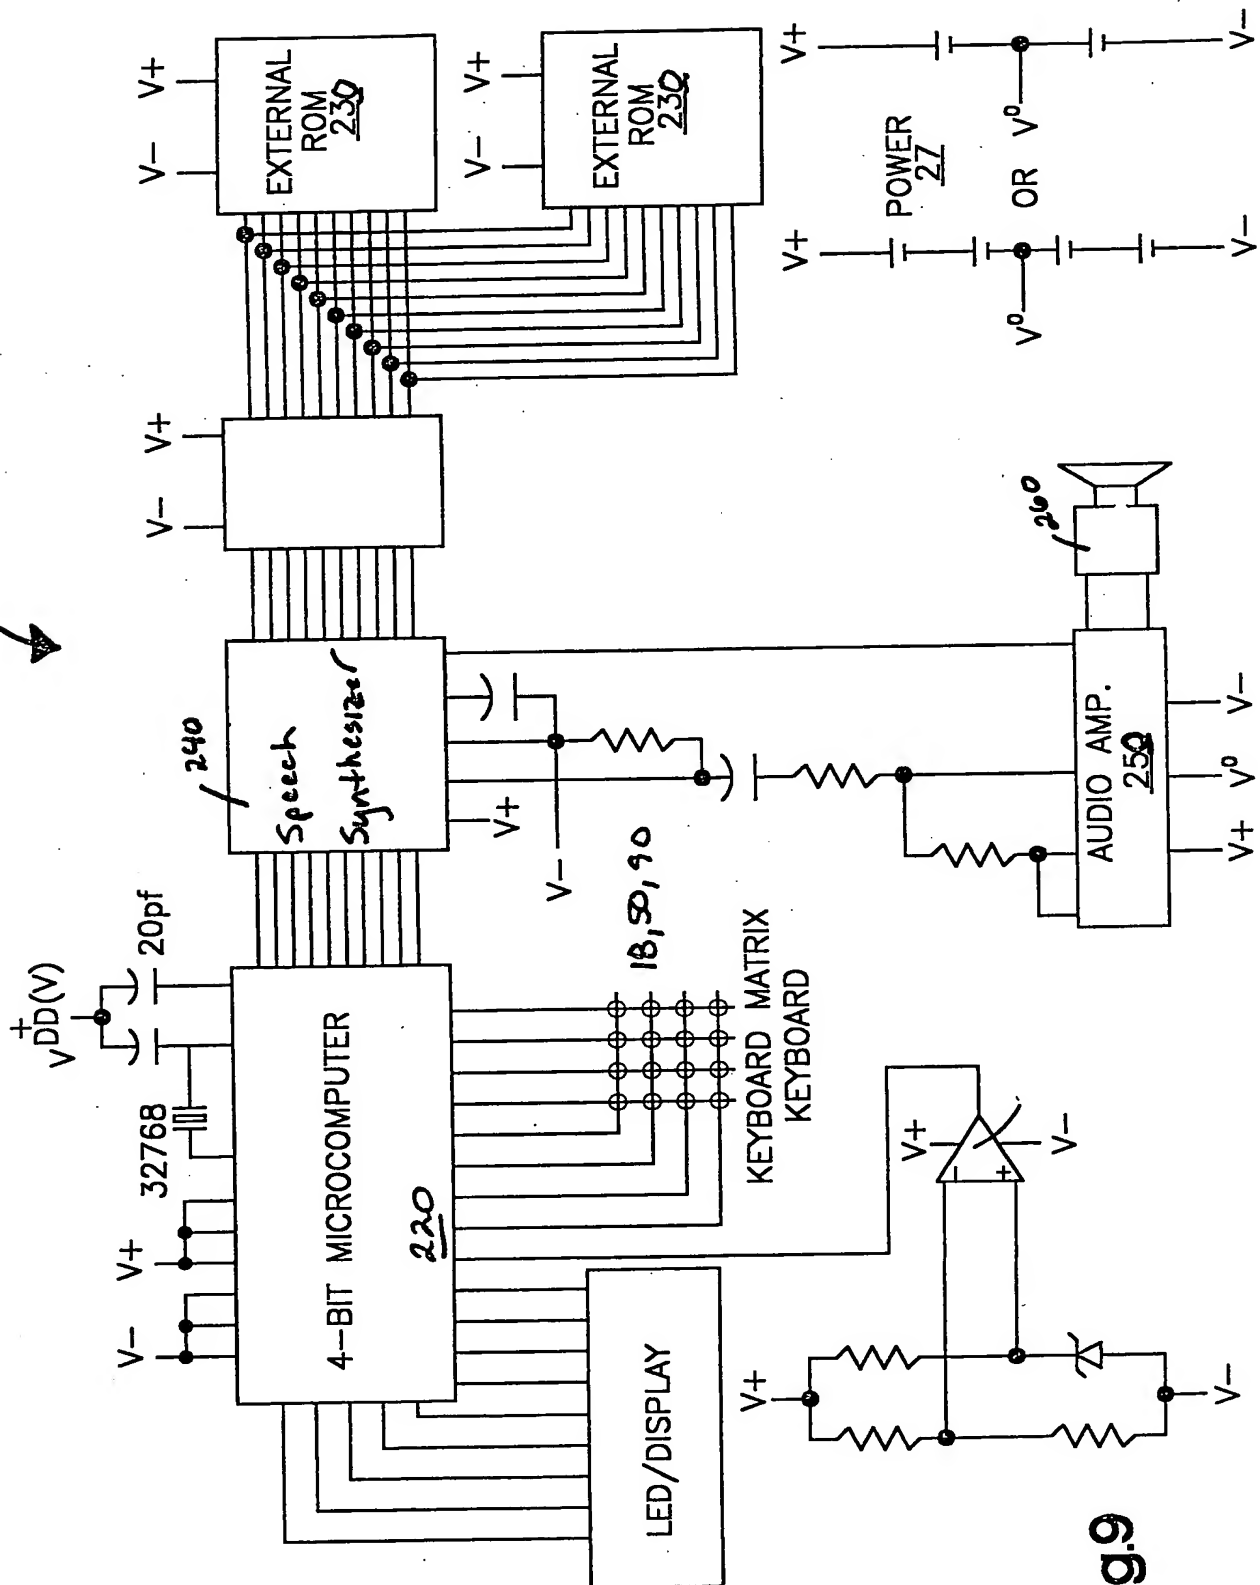 V+
V-
EXTERNAL
ROM
230
V+
V-
EXTERNAL
ROM
230
V+
V-
V+
V⁰
V-
POWER
27
OR
V+
V⁰
V-
240
Speech
Synthesizer
V+
V-
260
AUDIO AMP.
250
V-
V⁰
V+
V+DD(V)
20pf
32768
V+
V-
4-BIT MICROCOMPUTER
220
18,50,90
KEYBOARD MATRIX
KEYBOARD
V+
-
+
V-
LED/DISPLAY
V+
V-
g.9